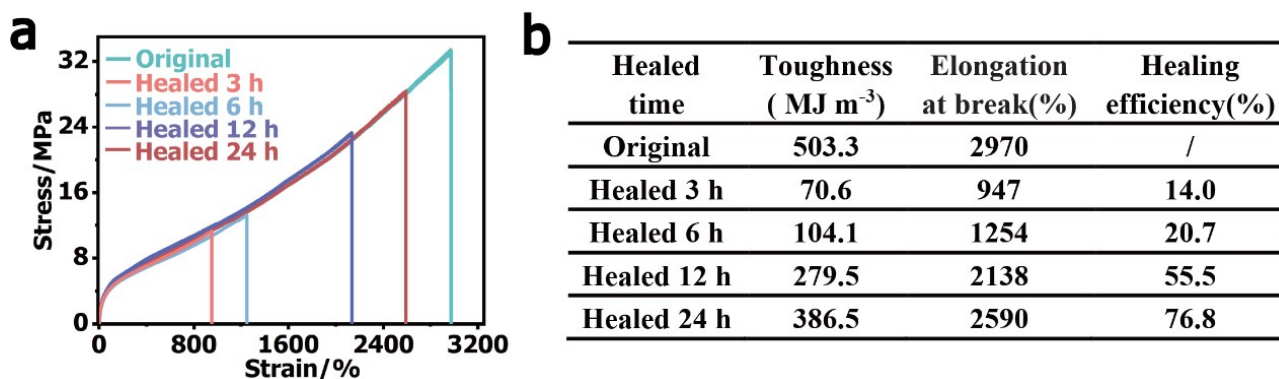 a
Original
Healed 3 h
Healed 6 h
Healed 12 h
Healed 24 h
Stress/MPa
32
24
16
8
0
0 800 1600 2400 3200
Strain/%
b
Healed time Toughness ( MJ m⁻³) Elongation at break(%) Healing efficiency(%)
Original 503.3 2970 /
Healed 3 h 70.6 947 14.0
Healed 6 h 104.1 1254 20.7
Healed 12 h 279.5 2138 55.5
Healed 24 h 386.5 2590 76.8